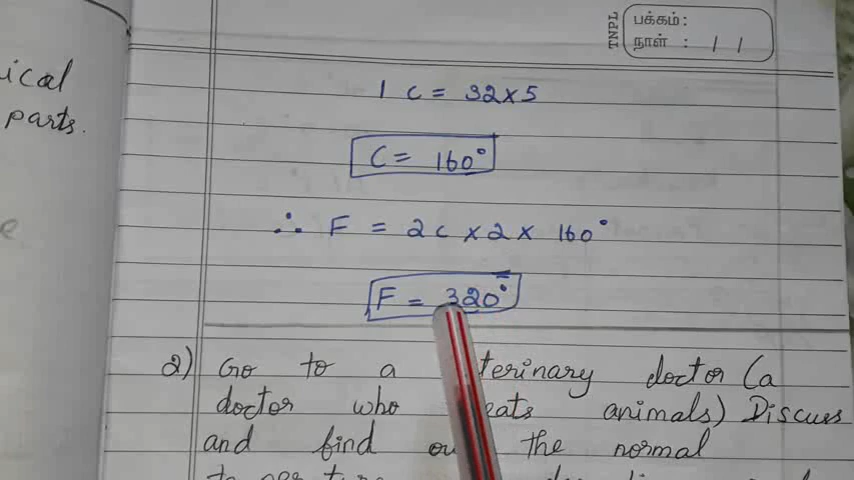 TNPL
பக்கம்:
நாள் : / /
ical
parts.
1 C = 32×5
C = 160°
∴ F = 2C × 2 × 160°
F = 320°
2) Go to a terinary doctor (a
doctor who eats animals) Discuss
and find the normal